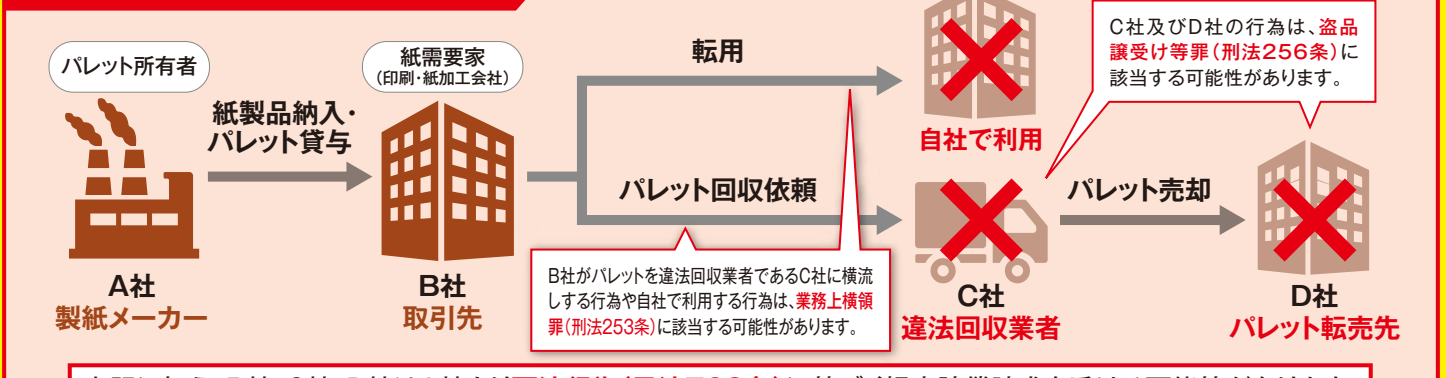 パレット所有者
紙需要家
(印刷・紙加工会社)
紙製品納入・
パレット貸与
A社
製紙メーカー
B社
取引先
転用
自社で利用
パレット回収依頼
B社がパレットを違法回収業者であるC社に横流
しする行為や自社で利用する行為は、業務上横領
罪(刑法253条)に該当する可能性があります。
C社及びD社の行為は、盗品
譲受け等罪(刑法256条)に
該当する可能性があります。
C社
違法回収業者
パレット売却
D社
パレット転売先